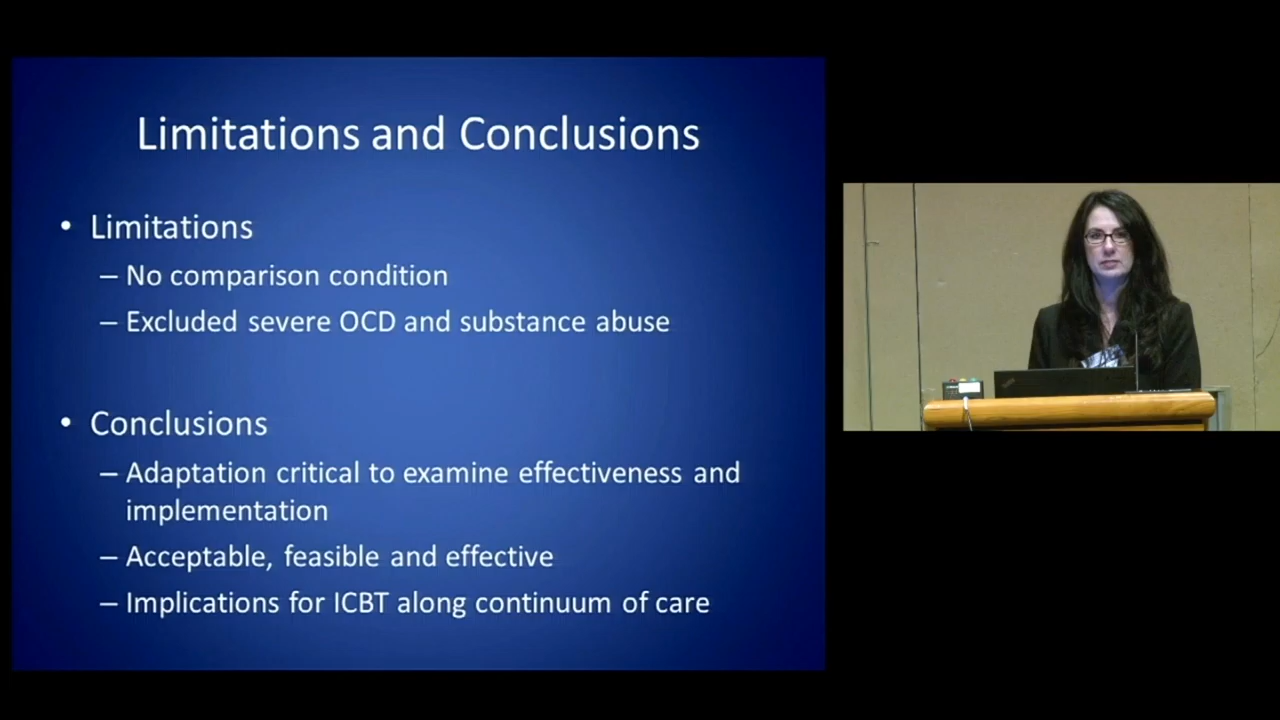 Limitations and Conclusions
• Limitations
– No comparison condition
– Excluded severe OCD and substance abuse
• Conclusions
– Adaptation critical to examine effectiveness and
implementation
– Acceptable, feasible and effective
– Implications for ICBT along continuum of care